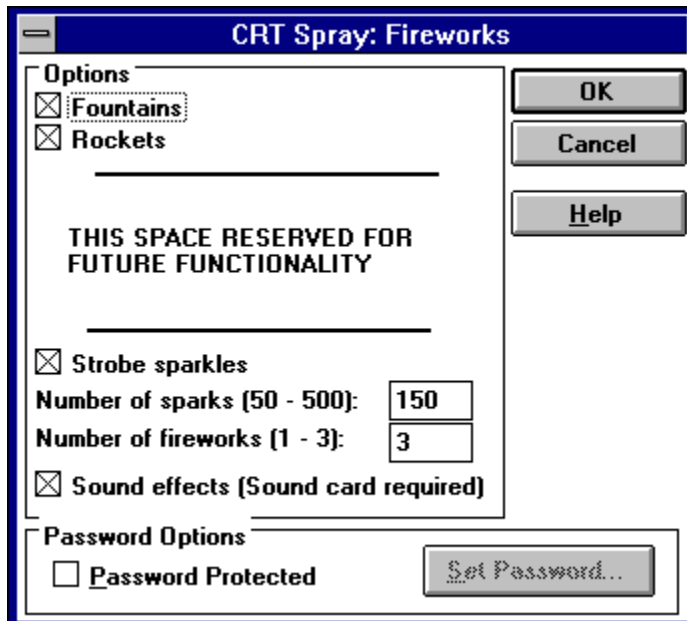 CRT Spray: Fireworks
Options
Fountains
Rockets
THIS SPACE RESERVED FOR
FUTURE FUNCTIONALITY
Strobe sparkles
Number of sparks (50 - 500): 150
Number of fireworks (1 - 3): 3
Sound effects (Sound card required)
OK
Cancel
Help
Password Options
Password Protected
Set Password...